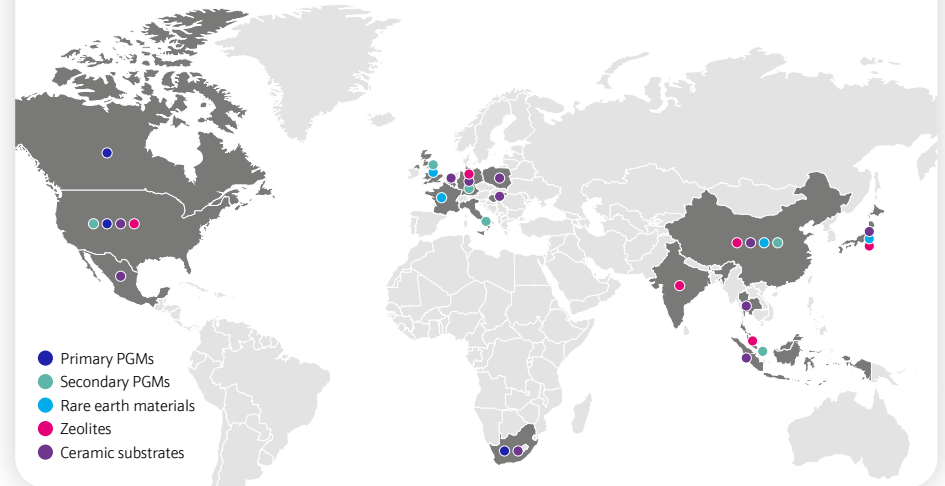 Primary PGMs
Secondary PGMs
Rare earth materials
Zeolites
Ceramic substrates